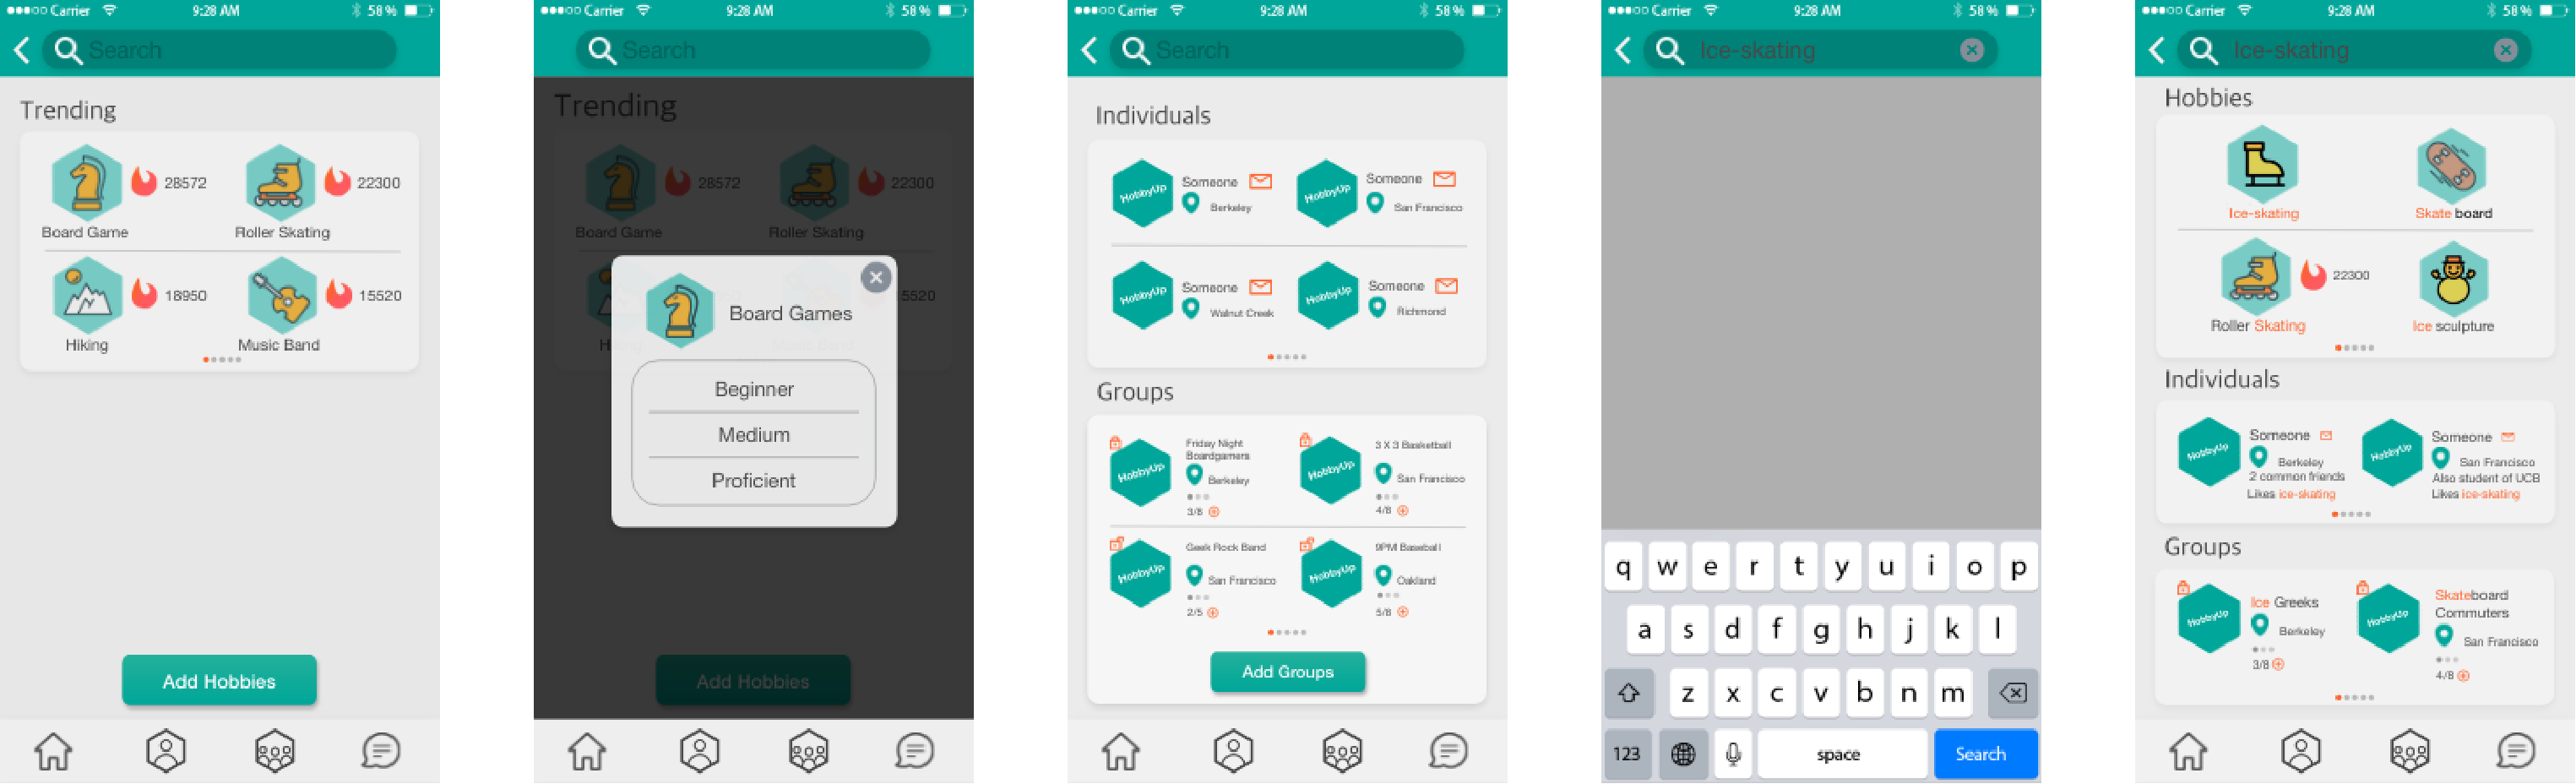 Carrier 9:28 AM 58%
Search
Trending
28572 22300
Board Game Roller Skating
18950 15520
Hiking Music Band
Add Hobbies
Carrier 9:28 AM 58%
Search
Trending
28572 22300
Board Game Roller Skating
5520
Board Games
Beginner
Medium
Proficient
Add Hobbies
Carrier 9:28 AM 58%
Search
Individuals
HobbyUp Someone HobbyUp Someone
Berkeley San Francisco
HobbyUp Someone HobbyUp Someone
Walnut Creek Richmond
Groups
Friday Night 3 X 3 Basketball
Boardgamers
HobbyUp Berkeley HobbyUp San Francisco
3/8 4/8
Geek Rock Band 9PM Baseball
HobbyUp San Francisco HobbyUp Oakland
2/5 5/8
Add Groups
Carrier 9:28 AM 58%
Ice-skating
q w e r t y u i o p
a s d f g h j k l
z x c v b n m
123 space Search
Carrier 9:28 AM 58%
Ice-skating
Hobbies
Ice-skating Skate board
22300
Roller Skating Ice sculpture
Individuals
HobbyUp Someone HobbyUp Someone
Berkeley San Francisco
2 common friends Also student of UCB
Likes ice-skating Likes ice-skating
Groups
HobbyUp Ice Greeks HobbyUp Skateboard
Commuters
Berkeley San Francisco
3/8 4/8